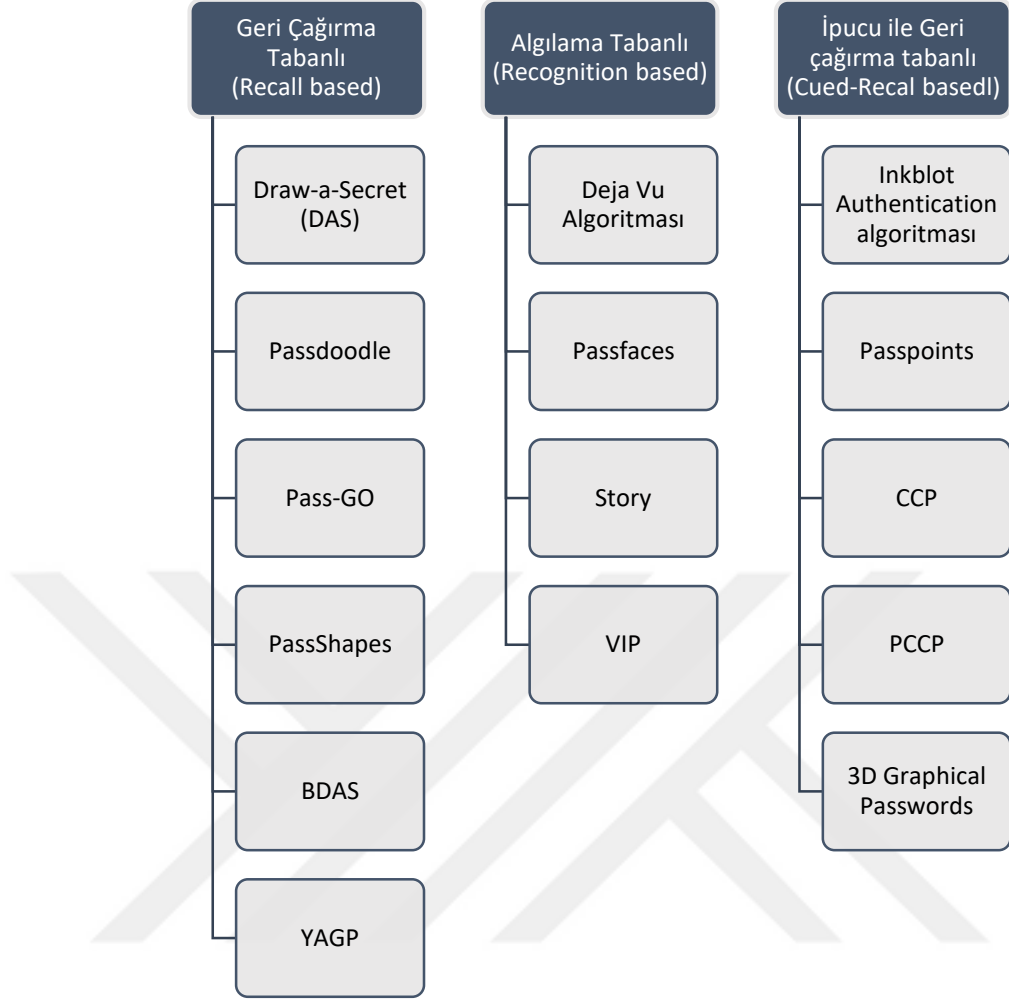 Geri Çağırma
Tabanlı
(Recall based)
Draw-a-Secret
(DAS)
Passdoodle
Pass-GO
PassShapes
BDAS
YAGP
Algılama Tabanlı
(Recognition based)
Deja Vu
Algoritması
Passfaces
Story
VIP
İpucu ile Geri
çağırma tabanlı
(Cued-Recal basedl)
Inkblot
Authentication
algoritması
Passpoints
CCP
PCCP
3D Graphical
Passwords